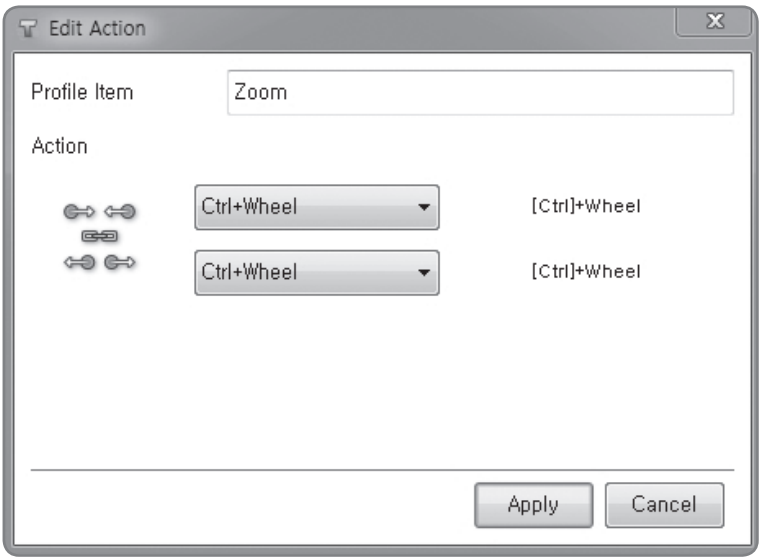 Edit Action
Profile Item Zoom
Action
Ctrl+Wheel [Ctrl]+Wheel
Ctrl+Wheel [Ctrl]+Wheel
Apply Cancel